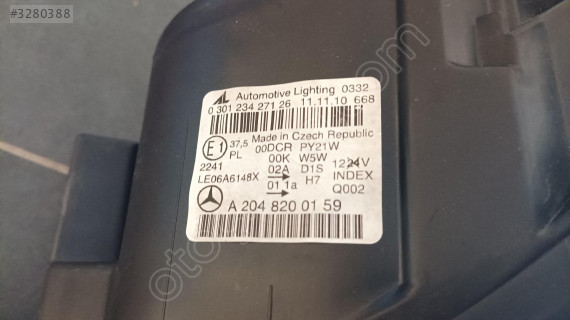 #3280388
AL Automotive Lighting 0332
0 301 234 271 26 11.11.10 668
Made in Czech Republic
E1 37,5 00DCR PY21W
PL 00K W5W 12 24V
2241 02A D1S INDEX
LE06A6148X 01 1a H7 Q002
A 204 820 01 59